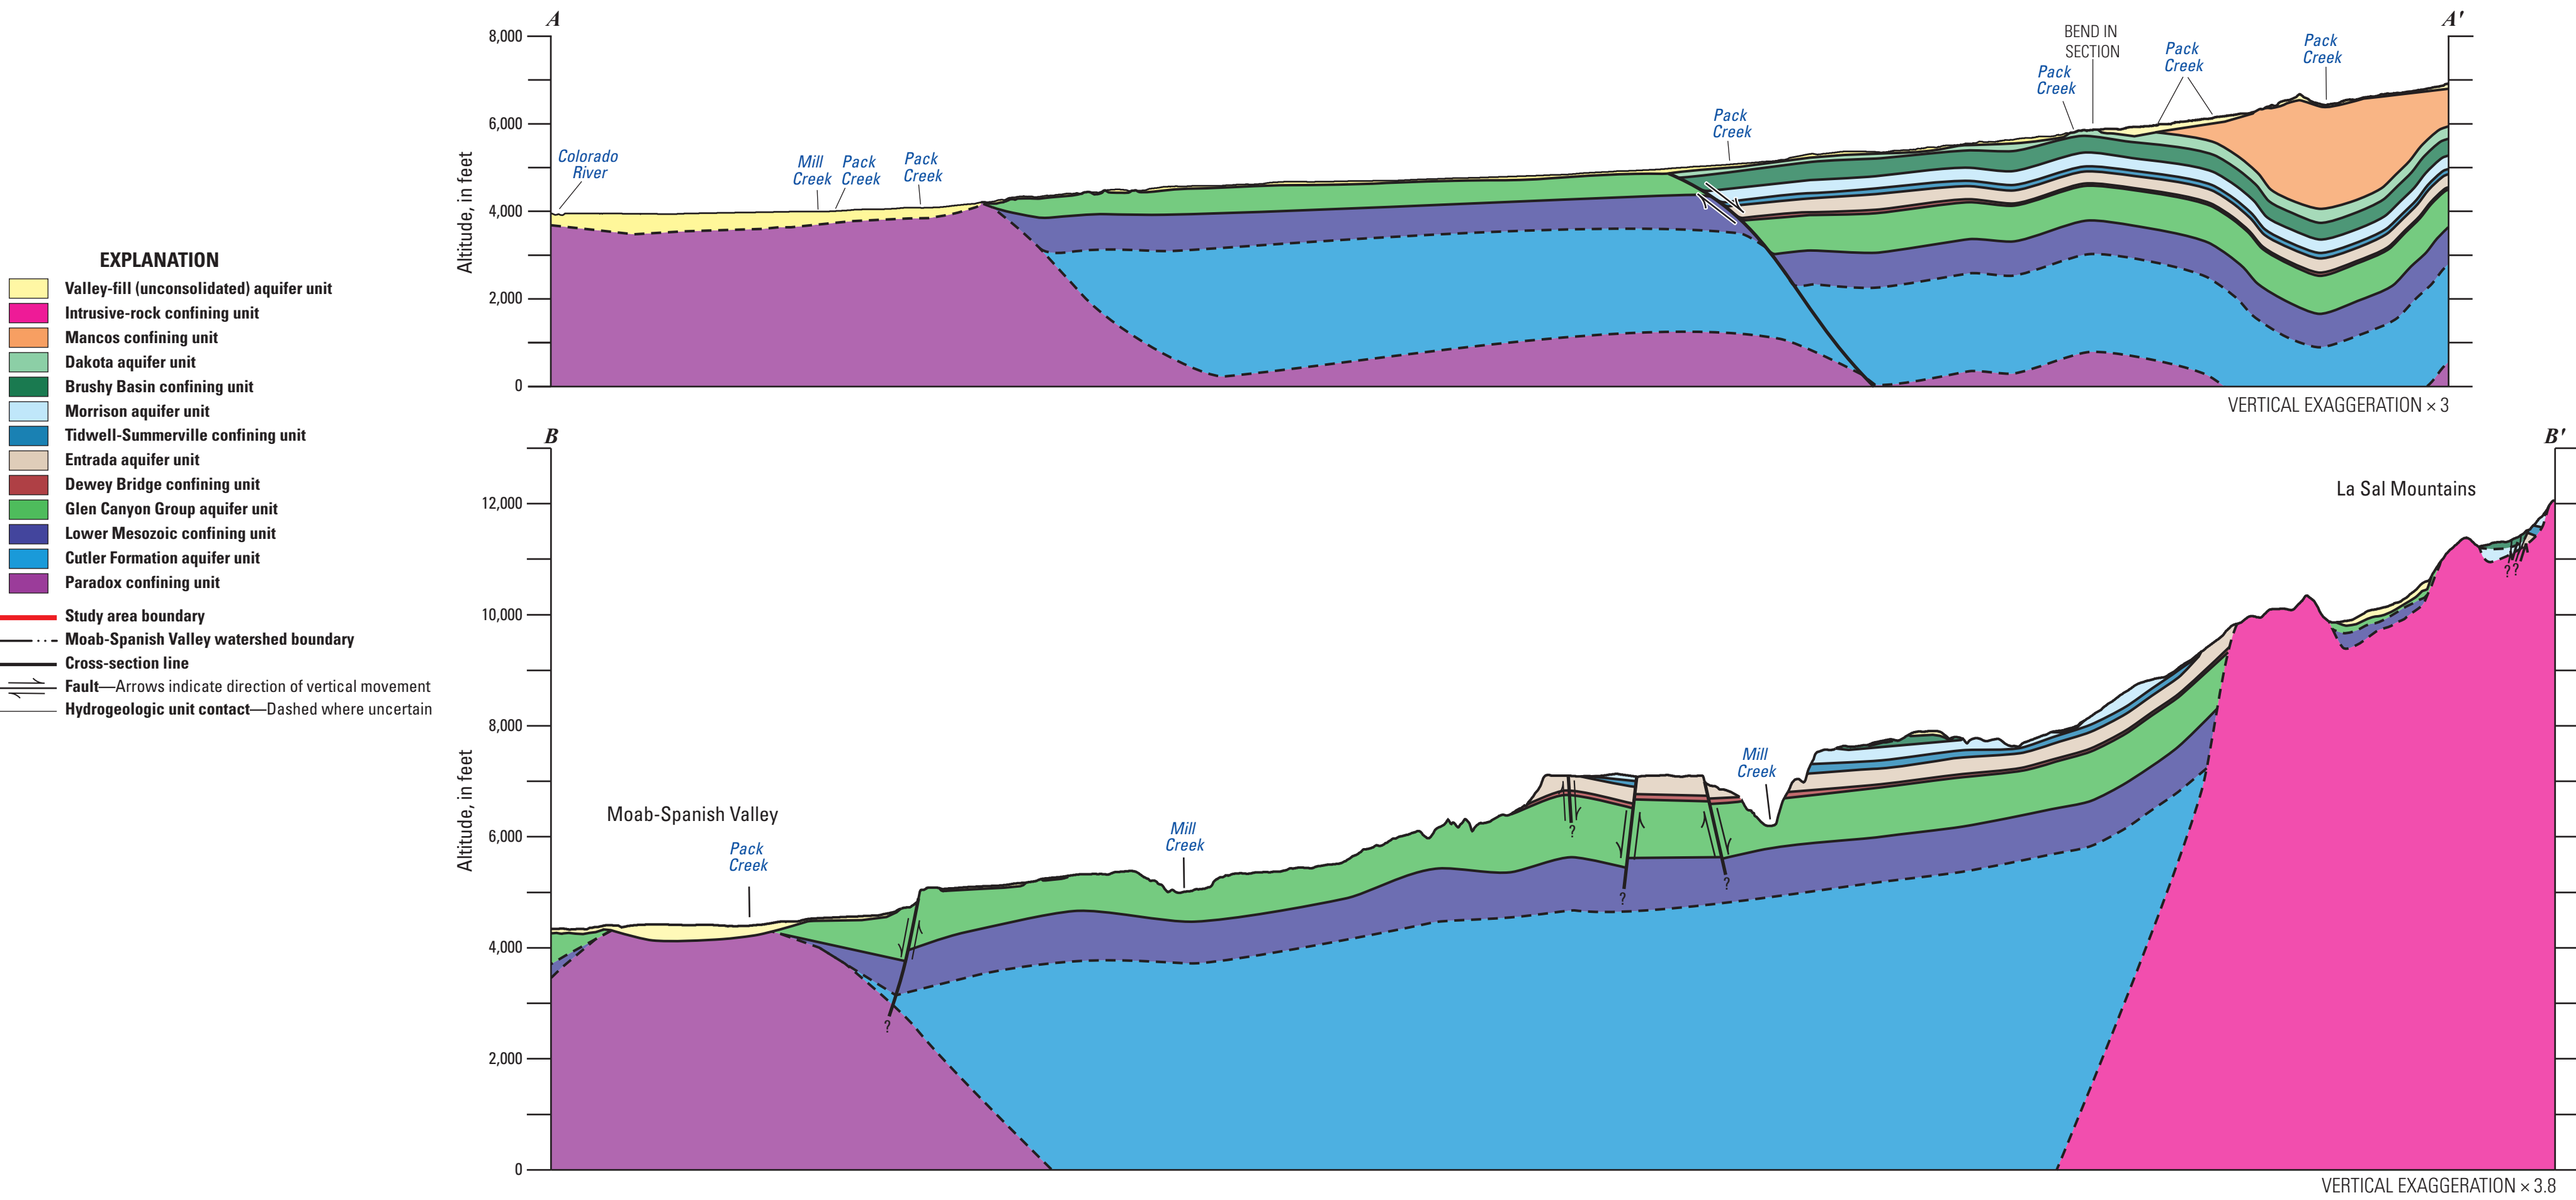 A
A′
8,000
6,000
4,000
2,000
0
Altitude, in feet
Colorado
River
Mill
Creek
Pack
Creek
Pack
Creek
Pack
Creek
Pack
Creek
BEND IN
SECTION
Pack
Creek
Pack
Creek
VERTICAL EXAGGERATION × 3
EXPLANATION
Valley-fill (unconsolidated) aquifer unit
Intrusive-rock confining unit
Mancos confining unit
Dakota aquifer unit
Brushy Basin confining unit
Morrison aquifer unit
Tidwell-Summerville confining unit
Entrada aquifer unit
Dewey Bridge confining unit
Glen Canyon Group aquifer unit
Lower Mesozoic confining unit
Cutler Formation aquifer unit
Paradox confining unit
Study area boundary
Moab-Spanish Valley watershed boundary
Cross-section line
Fault—Arrows indicate direction of vertical movement
Hydrogeologic unit contact—Dashed where uncertain
B
B′
12,000
10,000
8,000
6,000
4,000
2,000
0
Altitude, in feet
Moab-Spanish Valley
Pack
Creek
Mill
Creek
Mill
Creek
La Sal Mountains
?
?
?
?
??
VERTICAL EXAGGERATION × 3.8